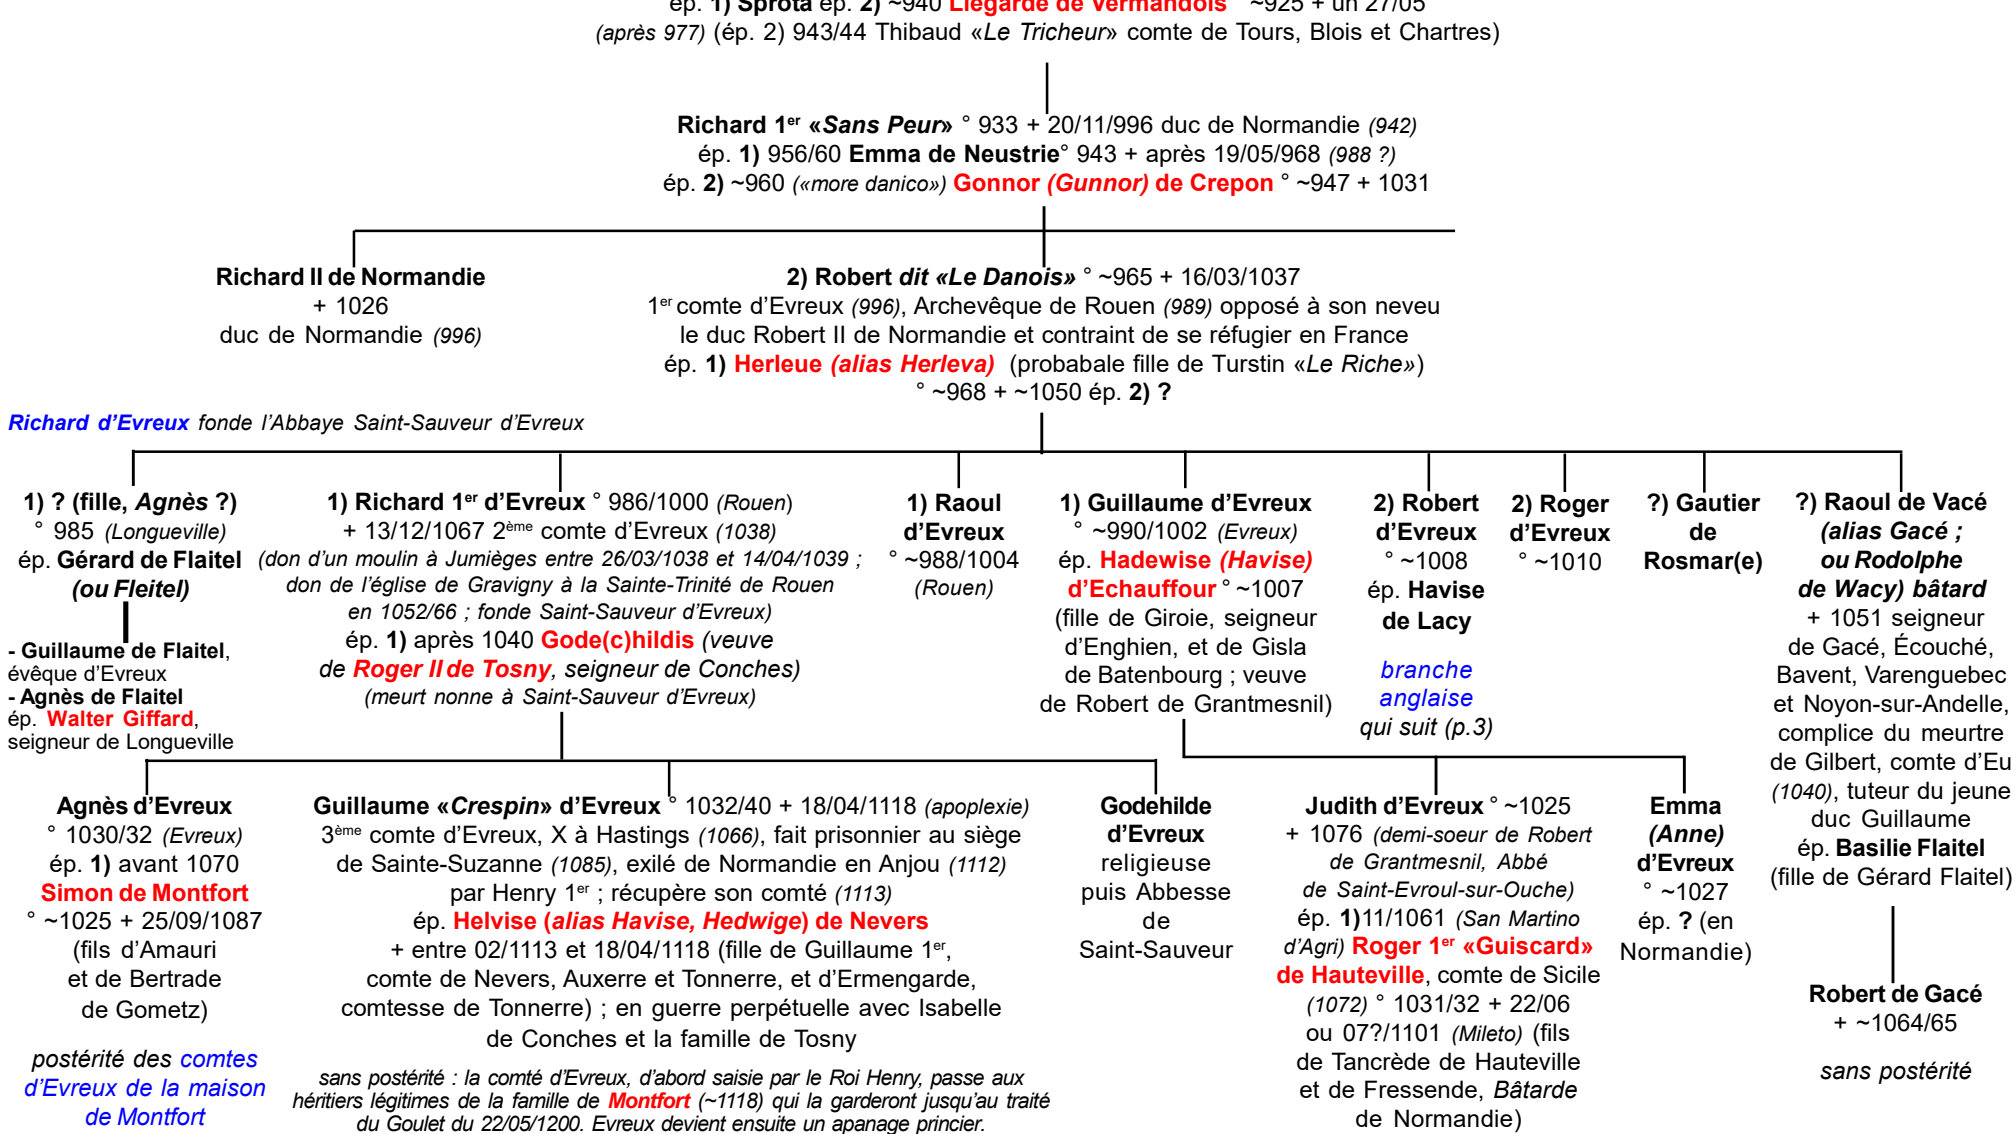 ép. 1) Sprota ép. 2) ~940 Liégarde de Vermandois ° ~925 + un 27/05
(après 977) (ép. 2) 943/44 Thibaud «Le Tricheur» comte de Tours, Blois et Chartres)
Richard 1er «Sans Peur» ° 933 + 20/11/996 duc de Normandie (942)
ép. 1) 956/60 Emma de Neustrie° 943 + après 19/05/968 (988 ?)
ép. 2) ~960 («more danico») Gonnor (Gunnor) de Crepon ° ~947 + 1031
Richard II de Normandie
+ 1026
duc de Normandie (996)
2) Robert dit «Le Danois» ° ~965 + 16/03/1037
1er comte d'Evreux (996), Archevêque de Rouen (989) opposé à son neveu
le duc Robert II de Normandie et contraint de se réfugier en France
ép. 1) Herleue (alias Herleva) (probabale fille de Turstin «Le Riche»)
° ~968 + ~1050 ép. 2) ?
Richard d'Evreux fonde l'Abbaye Saint-Sauveur d'Evreux
1) ? (fille, Agnès ?)
° 985 (Longueville)
ép. Gérard de Flaitel
(ou Fleitel)
- Guillaume de Flaitel,
évêque d'Evreux
- Agnès de Flaitel
ép. Walter Giffard,
seigneur de Longueville
1) Richard 1er d'Evreux ° 986/1000 (Rouen)
+ 13/12/1067 2ème comte d'Evreux (1038)
(don d'un moulin à Jumièges entre 26/03/1038 et 14/04/1039 ;
don de l'église de Gravigny à la Sainte-Trinité de Rouen
en 1052/66 ; fonde Saint-Sauveur d'Evreux)
ép. 1) après 1040 Gode(c)hildis (veuve
de Roger II de Tosny, seigneur de Conches)
(meurt nonne à Saint-Sauveur d'Evreux)
1) Raoul
d'Evreux
° ~988/1004
(Rouen)
1) Guillaume d'Evreux
° ~990/1002 (Evreux)
ép. Hadewise (Havise)
d'Echauffour ° ~1007
(fille de Giroie, seigneur
d'Enghien, et de Gisla
de Batenbourg ; veuve
de Robert de Grantmesnil)
2) Robert
d'Evreux
° ~1008
ép. Havise
de Lacy
branche
anglaise
qui suit (p.3)
2) Roger
d'Evreux
° ~1010
?) Gautier
de
Rosmar(e)
?) Raoul de Vacé
(alias Gacé ;
ou Rodolphe
de Wacy) bâtard
+ 1051 seigneur
de Gacé, Écouché,
Bavent, Varenguebec
et Noyon-sur-Andelle,
complice du meurtre
de Gilbert, comte d'Eu
(1040), tuteur du jeune
duc Guillaume
ép. Basilie Flaitel
(fille de Gérard Flaitel)
Agnès d'Evreux
° 1030/32 (Evreux)
ép. 1) avant 1070
Simon de Montfort
° ~1025 + 25/09/1087
(fils d'Amauri
et de Bertrade
de Gometz)
postérité des comtes
d'Evreux de la maison
de Montfort
Guillaume «Crespin» d'Evreux ° 1032/40 + 18/04/1118 (apoplexie)
3ème comte d'Evreux, X à Hastings (1066), fait prisonnier au siège
de Sainte-Suzanne (1085), exilé de Normandie en Anjou (1112)
par Henry 1er ; récupère son comté (1113)
ép. Helvise (alias Havise, Hedwige) de Nevers
+ entre 02/1113 et 18/04/1118 (fille de Guillaume 1er,
comte de Nevers, Auxerre et Tonnerre, et d'Ermengarde,
comtesse de Tonnerre) ; en guerre perpétuelle avec Isabelle
de Conches et la famille de Tosny
sans postérité : la comté d'Evreux, d'abord saisie par le Roi Henry, passe aux
héritiers légitimes de la famille de Montfort (~1118) qui la garderont jusqu'au traité
du Goulet du 22/05/1200. Evreux devient ensuite un apanage princier.
Godehilde
d'Evreux
religieuse
puis Abbesse
de
Saint-Sauveur
Judith d'Evreux ° ~1025
+ 1076 (demi-soeur de Robert
de Grantmesnil, Abbé
de Saint-Evroul-sur-Ouche)
ép. 1)11/1061 (San Martino
d'Agri) Roger 1er «Guiscard»
de Hauteville, comte de Sicile
(1072) ° 1031/32 + 22/06
ou 07?/1101 (Mileto) (fils
de Tancrède de Hauteville
et de Fressende, Bâtarde
de Normandie)
Emma
(Anne)
d'Evreux
° ~1027
ép. ? (en
Normandie)
Robert de Gacé
+ ~1064/65
sans postérité